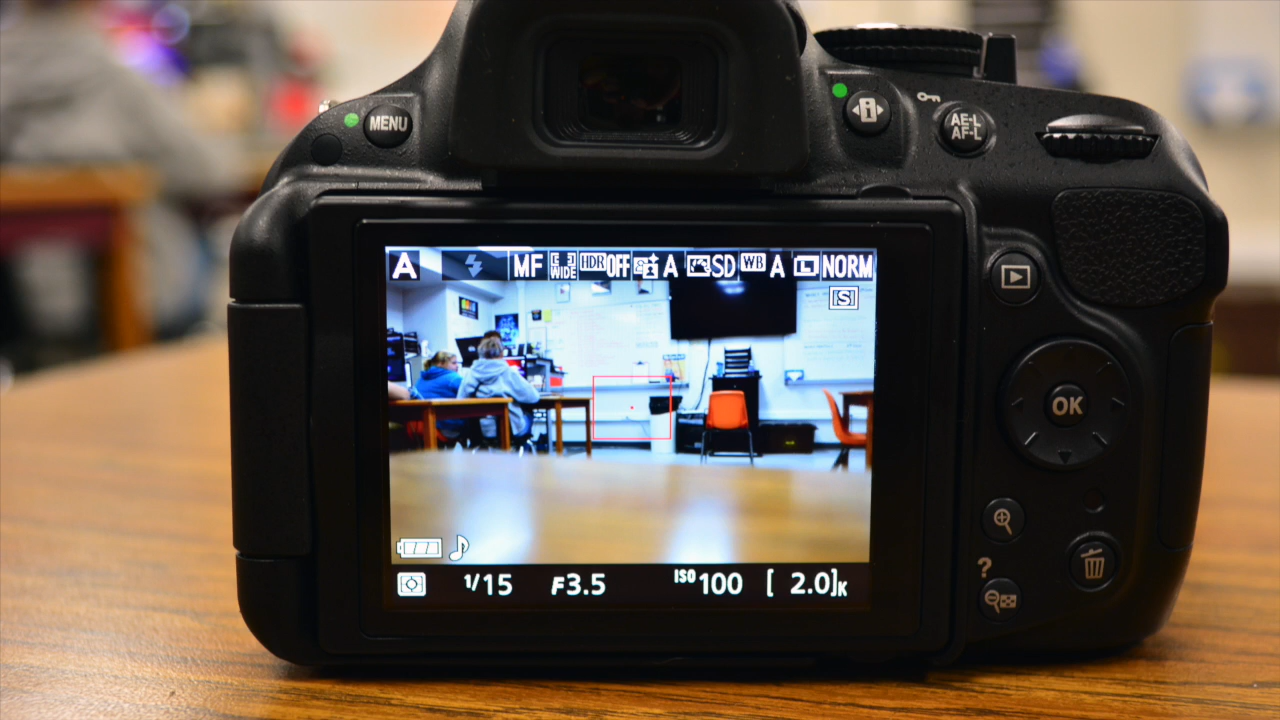 MENU
i
AE-L
AF-L
A MF WIDE HDR OFF A SD WB A L NORM
S
OK
?
1/15 F3.5 ISO 100 [ 2.0]K